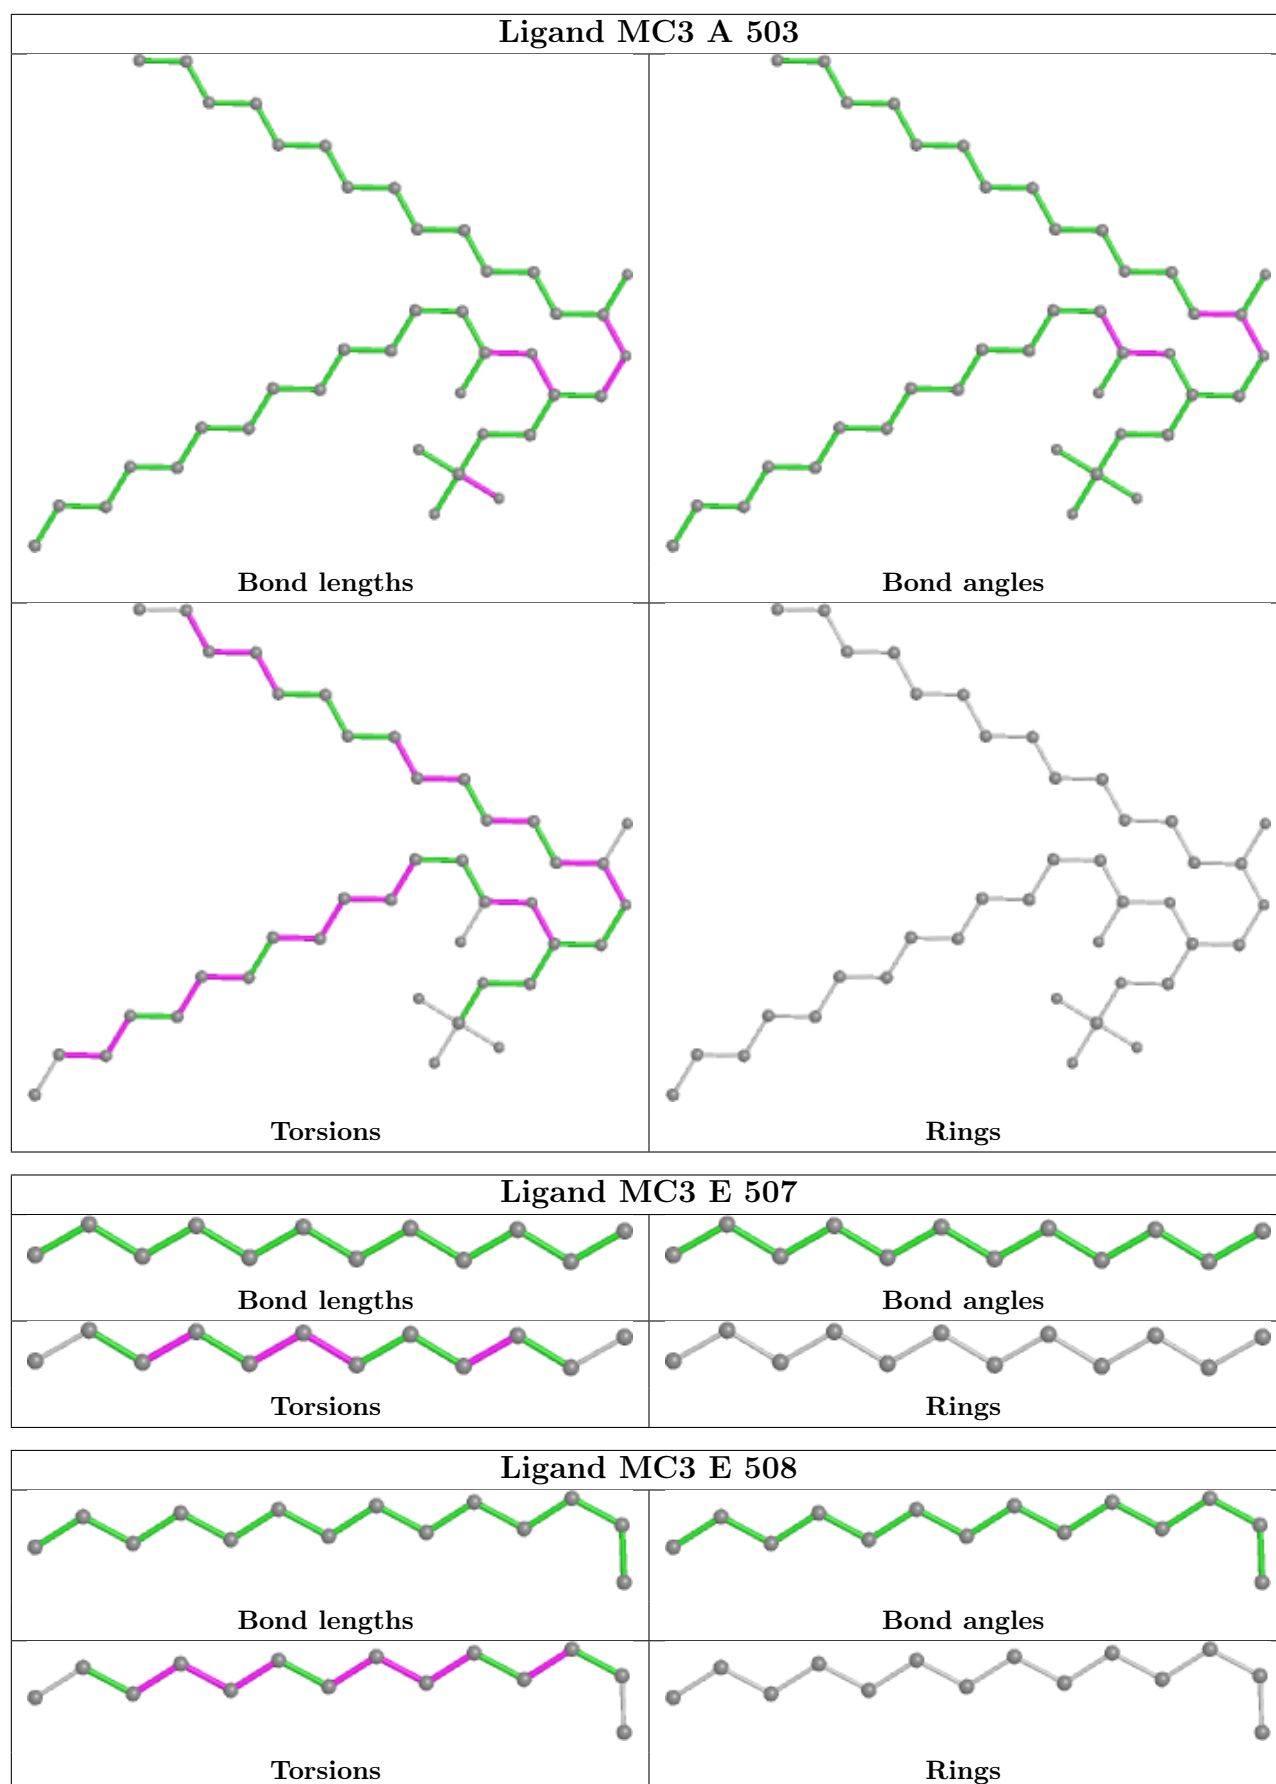 Ligand MC3 A 503
Bond lengths
Bond angles
Torsions
Rings
Ligand MC3 E 507
Bond lengths
Bond angles
Torsions
Rings
Ligand MC3 E 508
Bond lengths
Bond angles
Torsions
Rings